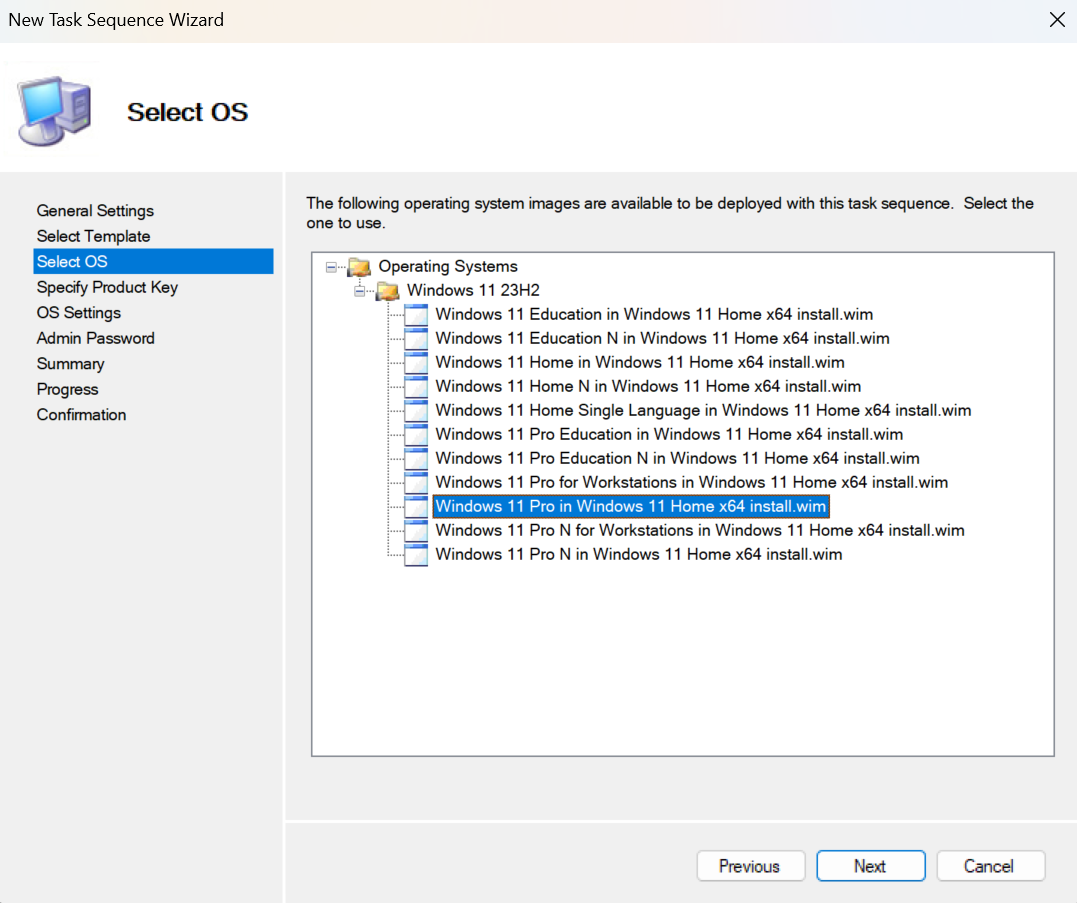 New Task Sequence Wizard
Select OS
General Settings
Select Template
Select OS
Specify Product Key
OS Settings
Admin Password
Summary
Progress
Confirmation
The following operating system images are available to be deployed with this task sequence.  Select the
one to use.
Operating Systems
Windows 11 23H2
Windows 11 Education in Windows 11 Home x64 install.wim
Windows 11 Education N in Windows 11 Home x64 install.wim
Windows 11 Home in Windows 11 Home x64 install.wim
Windows 11 Home N in Windows 11 Home x64 install.wim
Windows 11 Home Single Language in Windows 11 Home x64 install.wim
Windows 11 Pro Education in Windows 11 Home x64 install.wim
Windows 11 Pro Education N in Windows 11 Home x64 install.wim
Windows 11 Pro for Workstations in Windows 11 Home x64 install.wim
Windows 11 Pro in Windows 11 Home x64 install.wim
Windows 11 Pro N for Workstations in Windows 11 Home x64 install.wim
Windows 11 Pro N in Windows 11 Home x64 install.wim
Previous
Next
Cancel